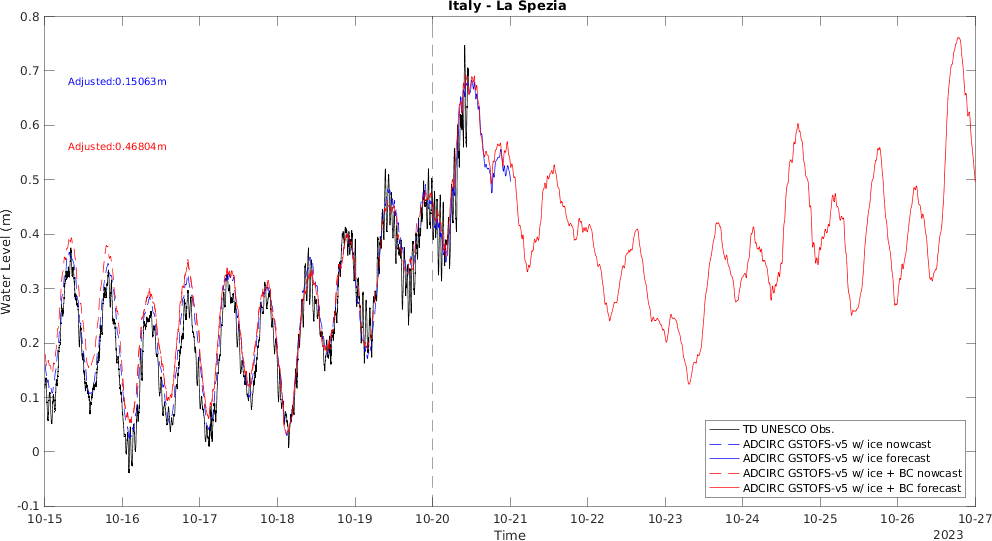 Italy - La Spezia
Water Level (m)
0.8
0.7
0.6
0.5
0.4
0.3
0.2
0.1
0
-0.1
Adjusted:0.15063m
Adjusted:0.46804m
TD UNESCO Obs.
ADCIRC GSTOFS-v5 w/ ice nowcast
ADCIRC GSTOFS-v5 w/ ice forecast
ADCIRC GSTOFS-v5 w/ ice + BC nowcast
ADCIRC GSTOFS-v5 w/ ice + BC forecast
10-15 10-16 10-17 10-18 10-19 10-20 10-21 10-22 10-23 10-24 10-25 10-26 10-27
Time
2023